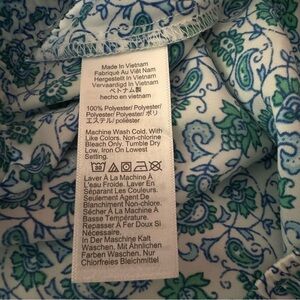 Made In Vietnam
Fabriqué Au Viêt Nam
Hergestellt In Vietnam
Vervaardigd In Vietnam
ベトナム製
hecho en vietnam
100% Polyester/ Polyester/
Polyester/ Polyester/ ポリ
エステル/ poliéster
Machine Wash Cold. With
Like Colors. Non-chlorine
Bleach Only. Tumble Dry
Low. Iron On Lowest
Setting.
Laver À La Machine À
L'eau Froide. Laver En
Séparant Les Couleurs.
Seulement Agent De
Blanchiment Non-chlore.
Sécher À La Machine À
Basse Température.
Repasser À Fer Doux Si
Nécessaire.
In Der Maschine Kalt
Waschen. Mit Ähnlichen
Farben Waschen. Nur
Chlorfreies Bleichmittel